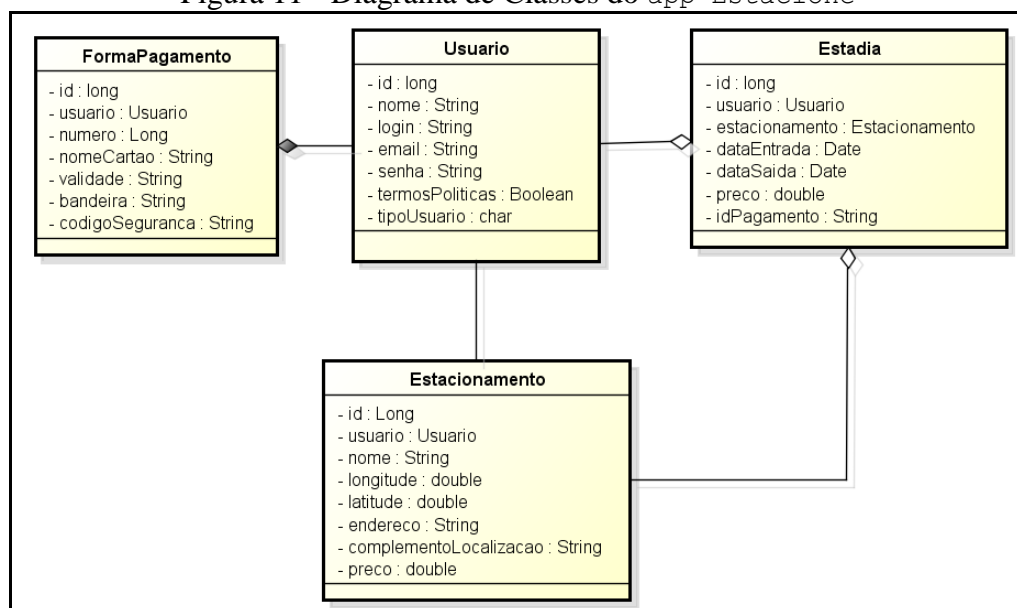 Figura 11 - Diagrama de Classes do app Estacione
FormaPagamento
- id : long
- usuario : Usuario
- numero : Long
- nomeCartao : String
- validade : String
- bandeira : String
- codigoSeguranca : String
Usuario
- id : long
- nome : String
- login : String
- email : String
- senha : String
- termosPoliticas : Boolean
- tipoUsuario : char
Estadia
- id : long
- usuario : Usuario
- estacionamento : Estacionamento
- dataEntrada : Date
- dataSaida : Date
- preco : double
- idPagamento : String
Estacionamento
- id : Long
- usuario : Usuario
- nome : String
- longitude : double
- latitude : double
- endereco : String
- complementoLocalizacao : String
- preco : double